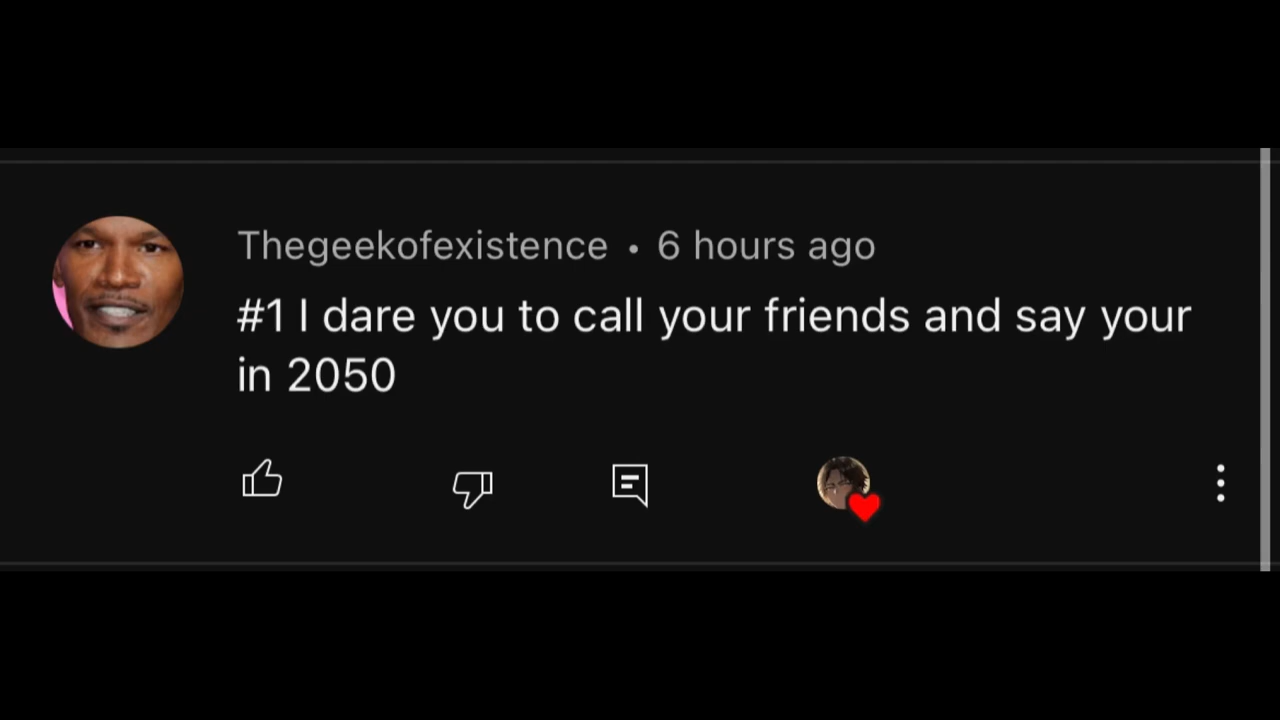 Thegeekofexistence • 6 hours ago
#1 I dare you to call your friends and say your
in 2050